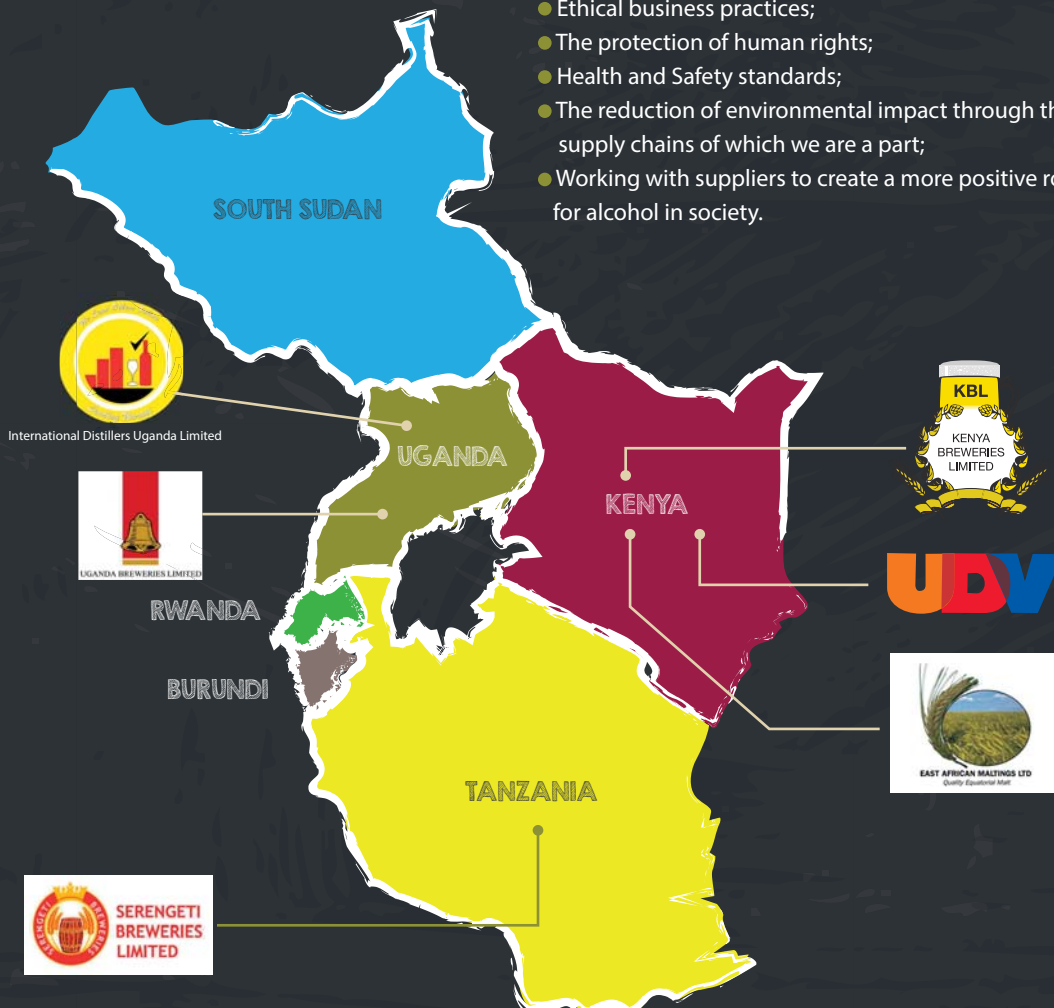 Ethical business practices;
The protection of human rights;
Health and Safety standards;
The reduction of environmental impact through
supply chains of which we are a part;
Working with suppliers to create a more positive
for alcohol in society.
SOUTH SUDAN
International Distillers Uganda Limited
UGANDA
KBL
KENYA
BREWERIES
LIMITED
KENYA
UGANDA BREWERIES LIMITED
UDV
RWANDA
BURUNDI
EAST AFRICAN MALTINGS LTD
Quality Equatorial Malt
TANZANIA
SERENGETI
BREWERIES
LIMITED
SERENGETI
BREWERIES